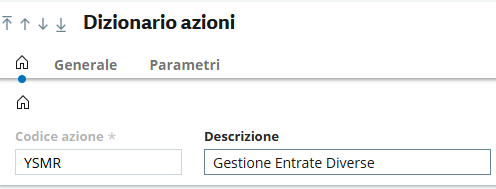 Dizionario azioni
Generale Parametri
Codice azione * Descrizione
YSMR Gestione Entrate Diverse